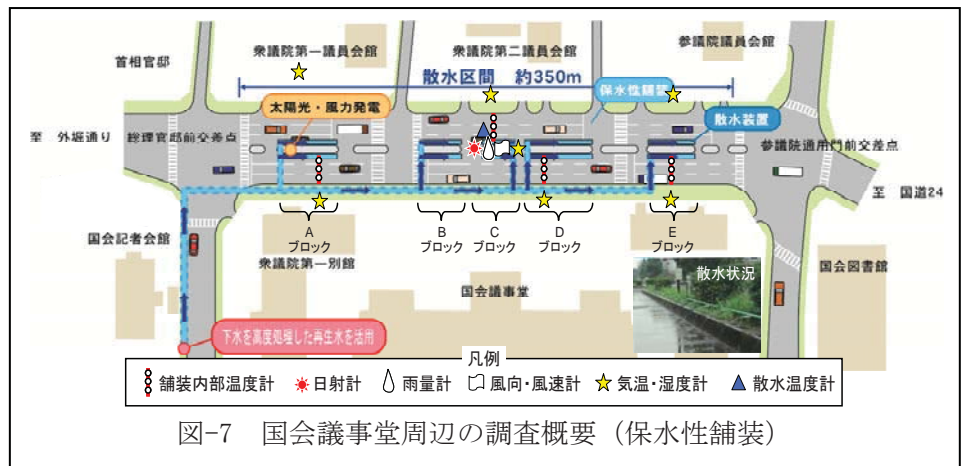 首相官邸
衆議院第一議員会館
衆議院第二議員会館
参議院議員会館
散水区間 約350m
太陽光・風力発電
保水性舗装
散水装置
至 外堀通り
総理官邸前交差点
参議院通用門前交差点
至 国道24
A
ブロック
B
ブロック
C
ブロック
D
ブロック
E
ブロック
国会記者会館
衆議院第一別館
国会議事堂
散水状況
国会図書館
下水を高度処理した再生水を活用
凡例
舗装内部温度計
日射計
雨量計
風向・風速計
気温・湿度計
散水温度計
図-7 国会議事堂周辺の調査概要（保水性舗装）